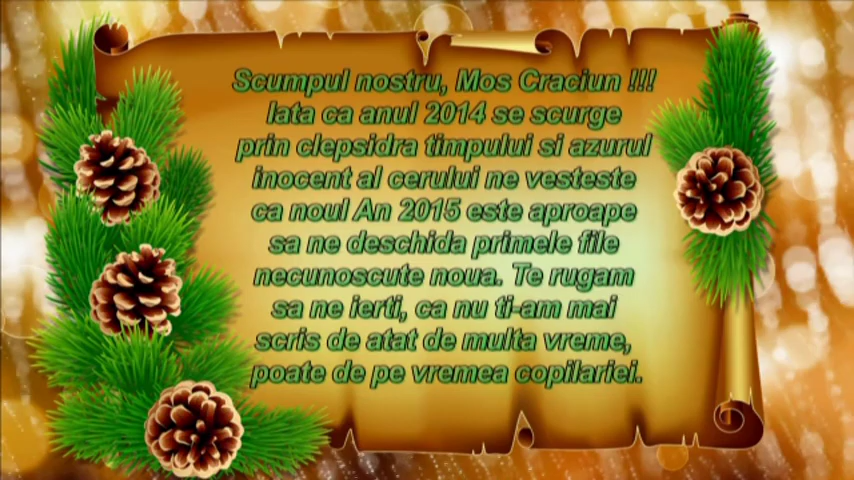 Scumpul nostru, Mos Craciun !!!
Iata ca anul 2014 se scurge
prin clepsidra timpului si azurul
inocent al cerului ne vesteste
ca noul An 2015 este aproape
sa ne deschida primele file
necunoscute noua. Te rugam
sa ne ierti, ca nu ti-am mai
scris de atat de multa vreme,
poate de pe vremea copilariei.